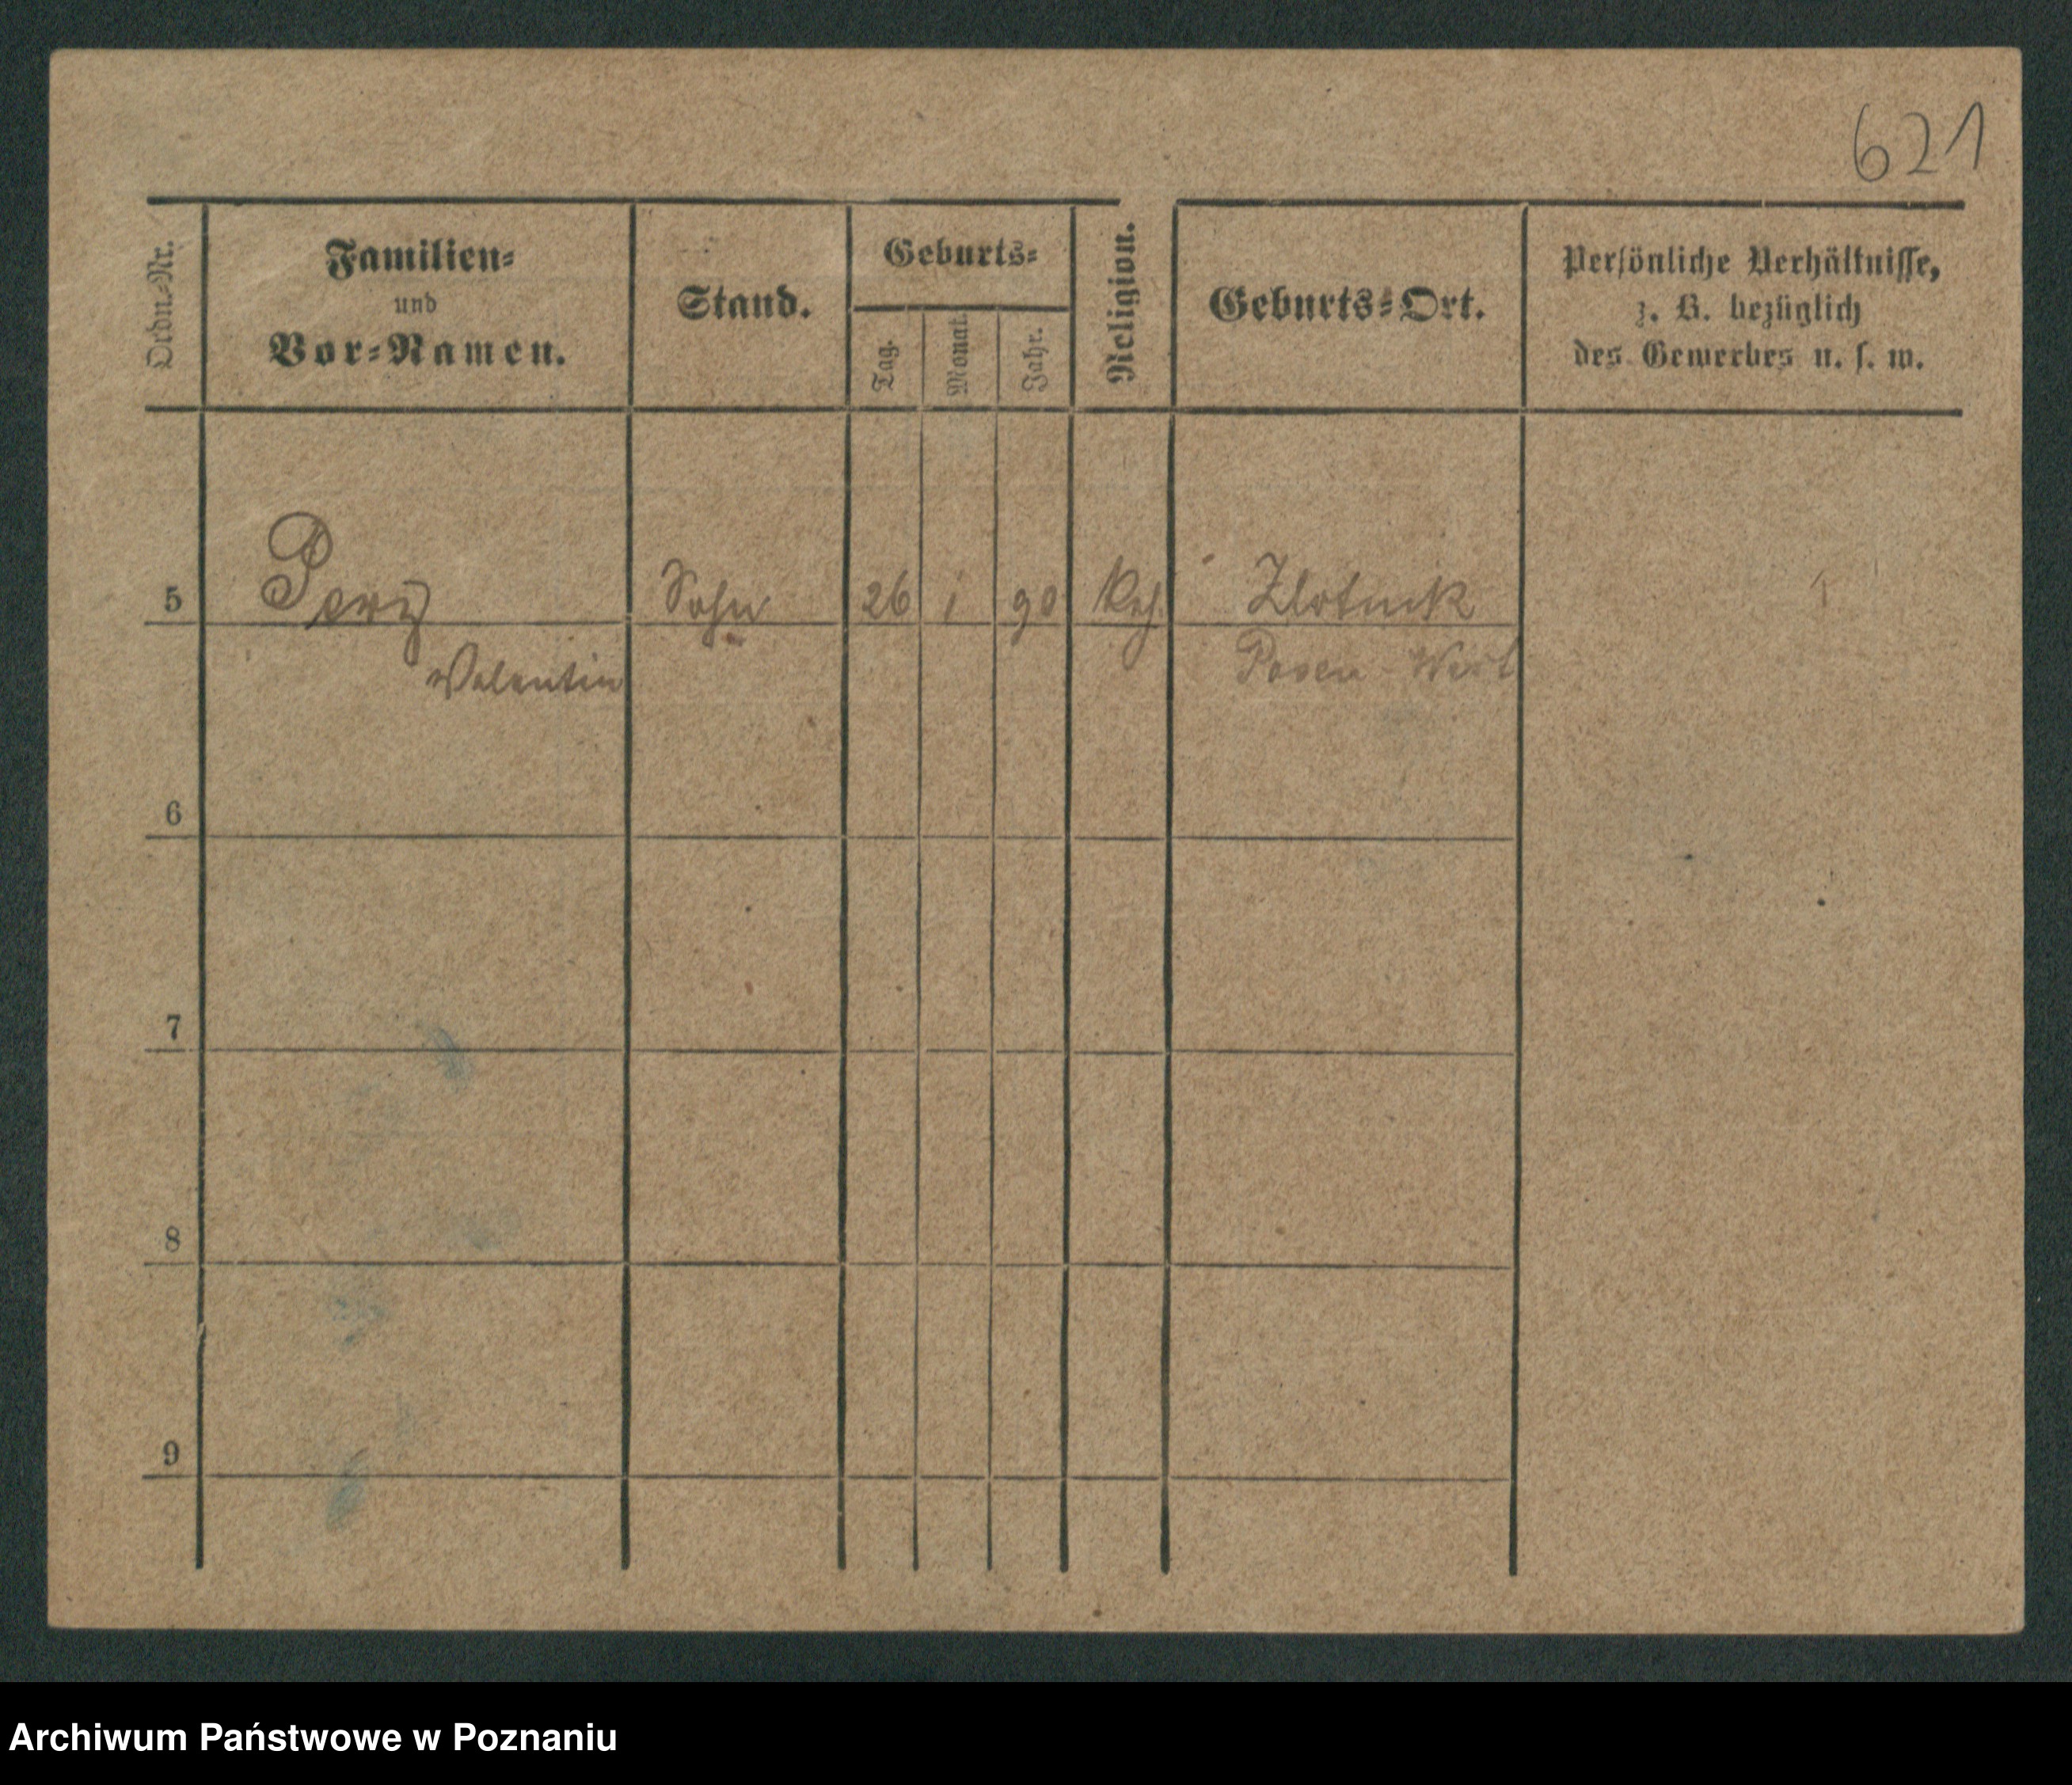 621
Ordn.-Nr.
Familien-
und
Vor-Namen.
Stand.
Geburts-
Tag.
Monat.
Jahr.
Religion.
Geburts-Ort.
Persönliche Verhältnisse,
z. B. bezüglich
des Gewerbes u. s. w.
5 Perz Sohn 26 1 90 Zlotnik
Valentin Posen-West
6
7
8
9
Archiwum Państwowe w Poznaniu